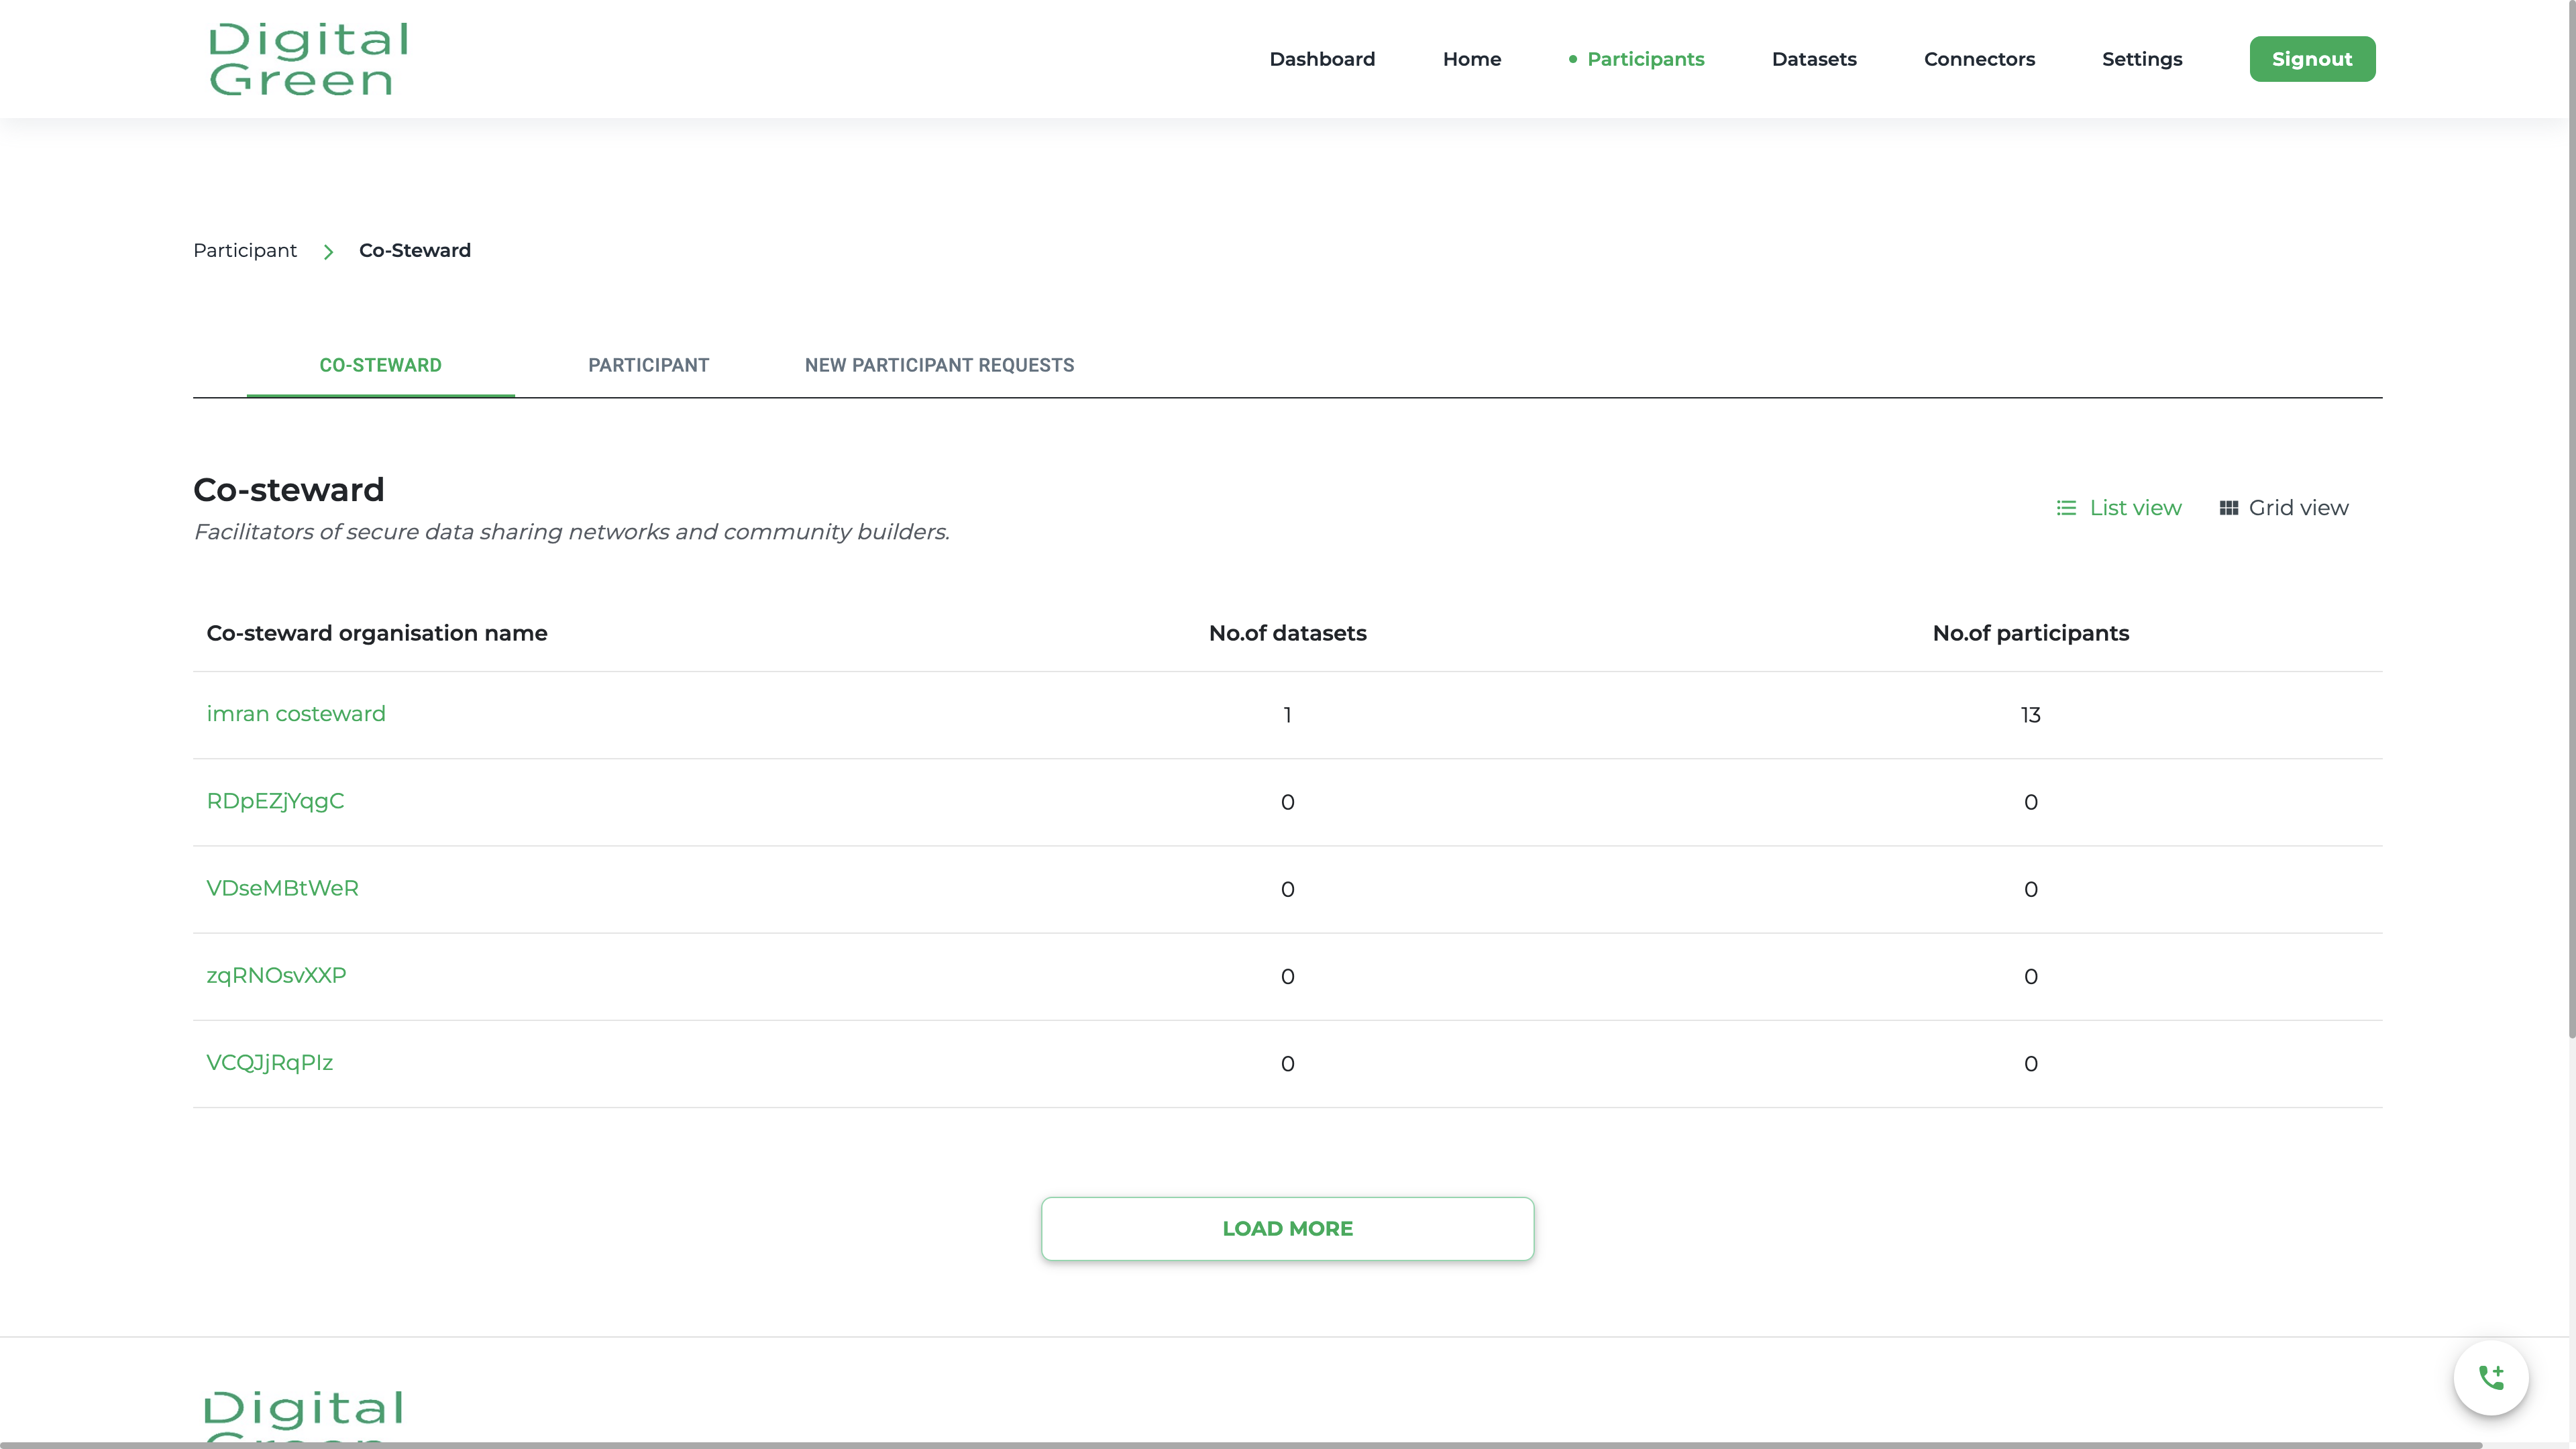 Digital
Green
Dashboard Home Participants Datasets Connectors Settings Signout
Participant Co-Steward
CO-STEWARD PARTICIPANT NEW PARTICIPANT REQUESTS
Co-steward
Facilitators of secure data sharing networks and community builders.
List view Grid view
Co-steward organisation name No.of datasets No.of participants
imran costeward 1 13
RDpEZjYqgC 0 0
VDseMBtWeR 0 0
zqRNOsvXXP 0 0
VCQJjRqPIz 0 0
LOAD MORE
Digital
Green